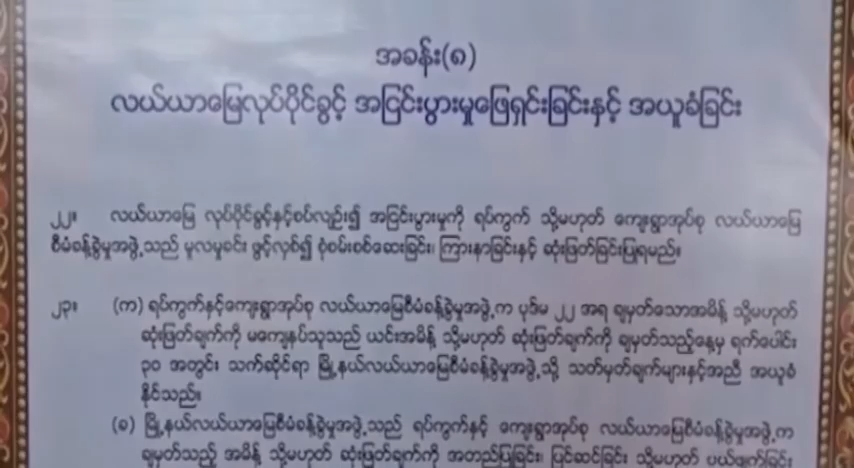 အခန်း(၈)
လယ်ယာမြေလုပ်ပိုင်ခွင့် အငြင်းပွားမှုဖြေရှင်းခြင်းနှင့် အယူခံခြင်း
၂၂။ လယ်ယာမြေ လုပ်ပိုင်ခွင့်နှင့်စပ်လျဉ်း၍ အငြင်းပွားမှုကို ရပ်ကွက် သို့မဟုတ် ကျေးရွာအုပ်စု လယ်ယာမြေ
စီမံခန့်ခွဲမှုအဖွဲ့သည် မူလမှုခင်း ဖွင့်လှစ်၍ စုံစမ်းစစ်ဆေးခြင်း၊ ကြားနာခြင်းနှင့် ဆုံးဖြတ်ခြင်းပြုရမည်။
၂၃။ (က) ရပ်ကွက်နှင့်ကျေးရွာအုပ်စု လယ်ယာမြေစီမံခန့်ခွဲမှုအဖွဲ့က ပုဒ်မ ၂၂ အရ ချမှတ်သောအမိန့် သို့မဟုတ်
ဆုံးဖြတ်ချက်ကို မကျေနပ်သူသည် ယင်းအမိန့် သို့မဟုတ် ဆုံးဖြတ်ချက်ကို ချမှတ်သည့်နေ့မှ ရက်ပေါင်း
၃၀ အတွင်း သက်ဆိုင်ရာ မြို့နယ်လယ်ယာမြေစီမံခန့်ခွဲမှုအဖွဲ့သို့ သတ်မှတ်ချက်များနှင့်အညီ အယူခံ
နိုင်သည်။
(ခ) မြို့နယ်လယ်ယာမြေစီမံခန့်ခွဲမှုအဖွဲ့သည် ရပ်ကွက်နှင့် ကျေးရွာအုပ်စု လယ်ယာမြေစီမံခန့်ခွဲမှုအဖွဲ့က
ချမှတ်သည့် အမိန့် သို့မဟုတ် ဆုံးဖြတ်ချက်ကို အတည်ပြုခြင်း၊ ပြင်ဆင်ခြင်း သို့မဟုတ် ပယ်ဖျက်ခြင်း